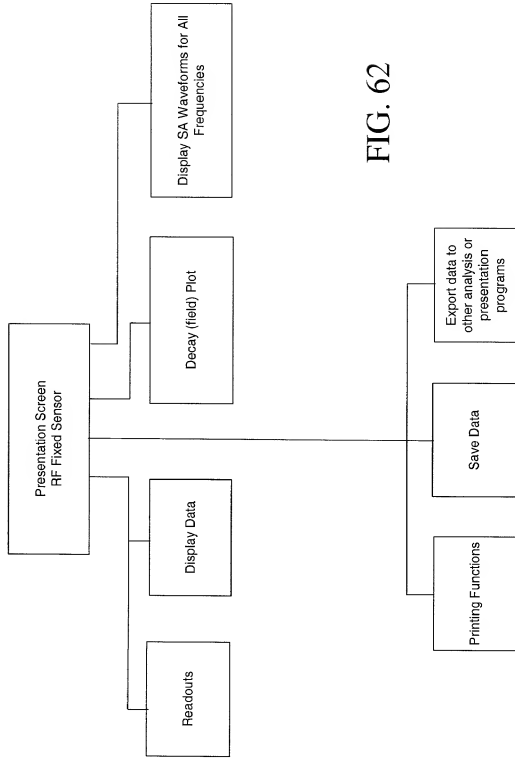 Presentation Screen
RF Fixed Sensor
Readouts
Display Data
Decay (field) Plot
Display SA Waveforms for All
Frequencies
Printing Functions
Save Data
Export data to
other analysis or
presentation
programs
FIG. 62